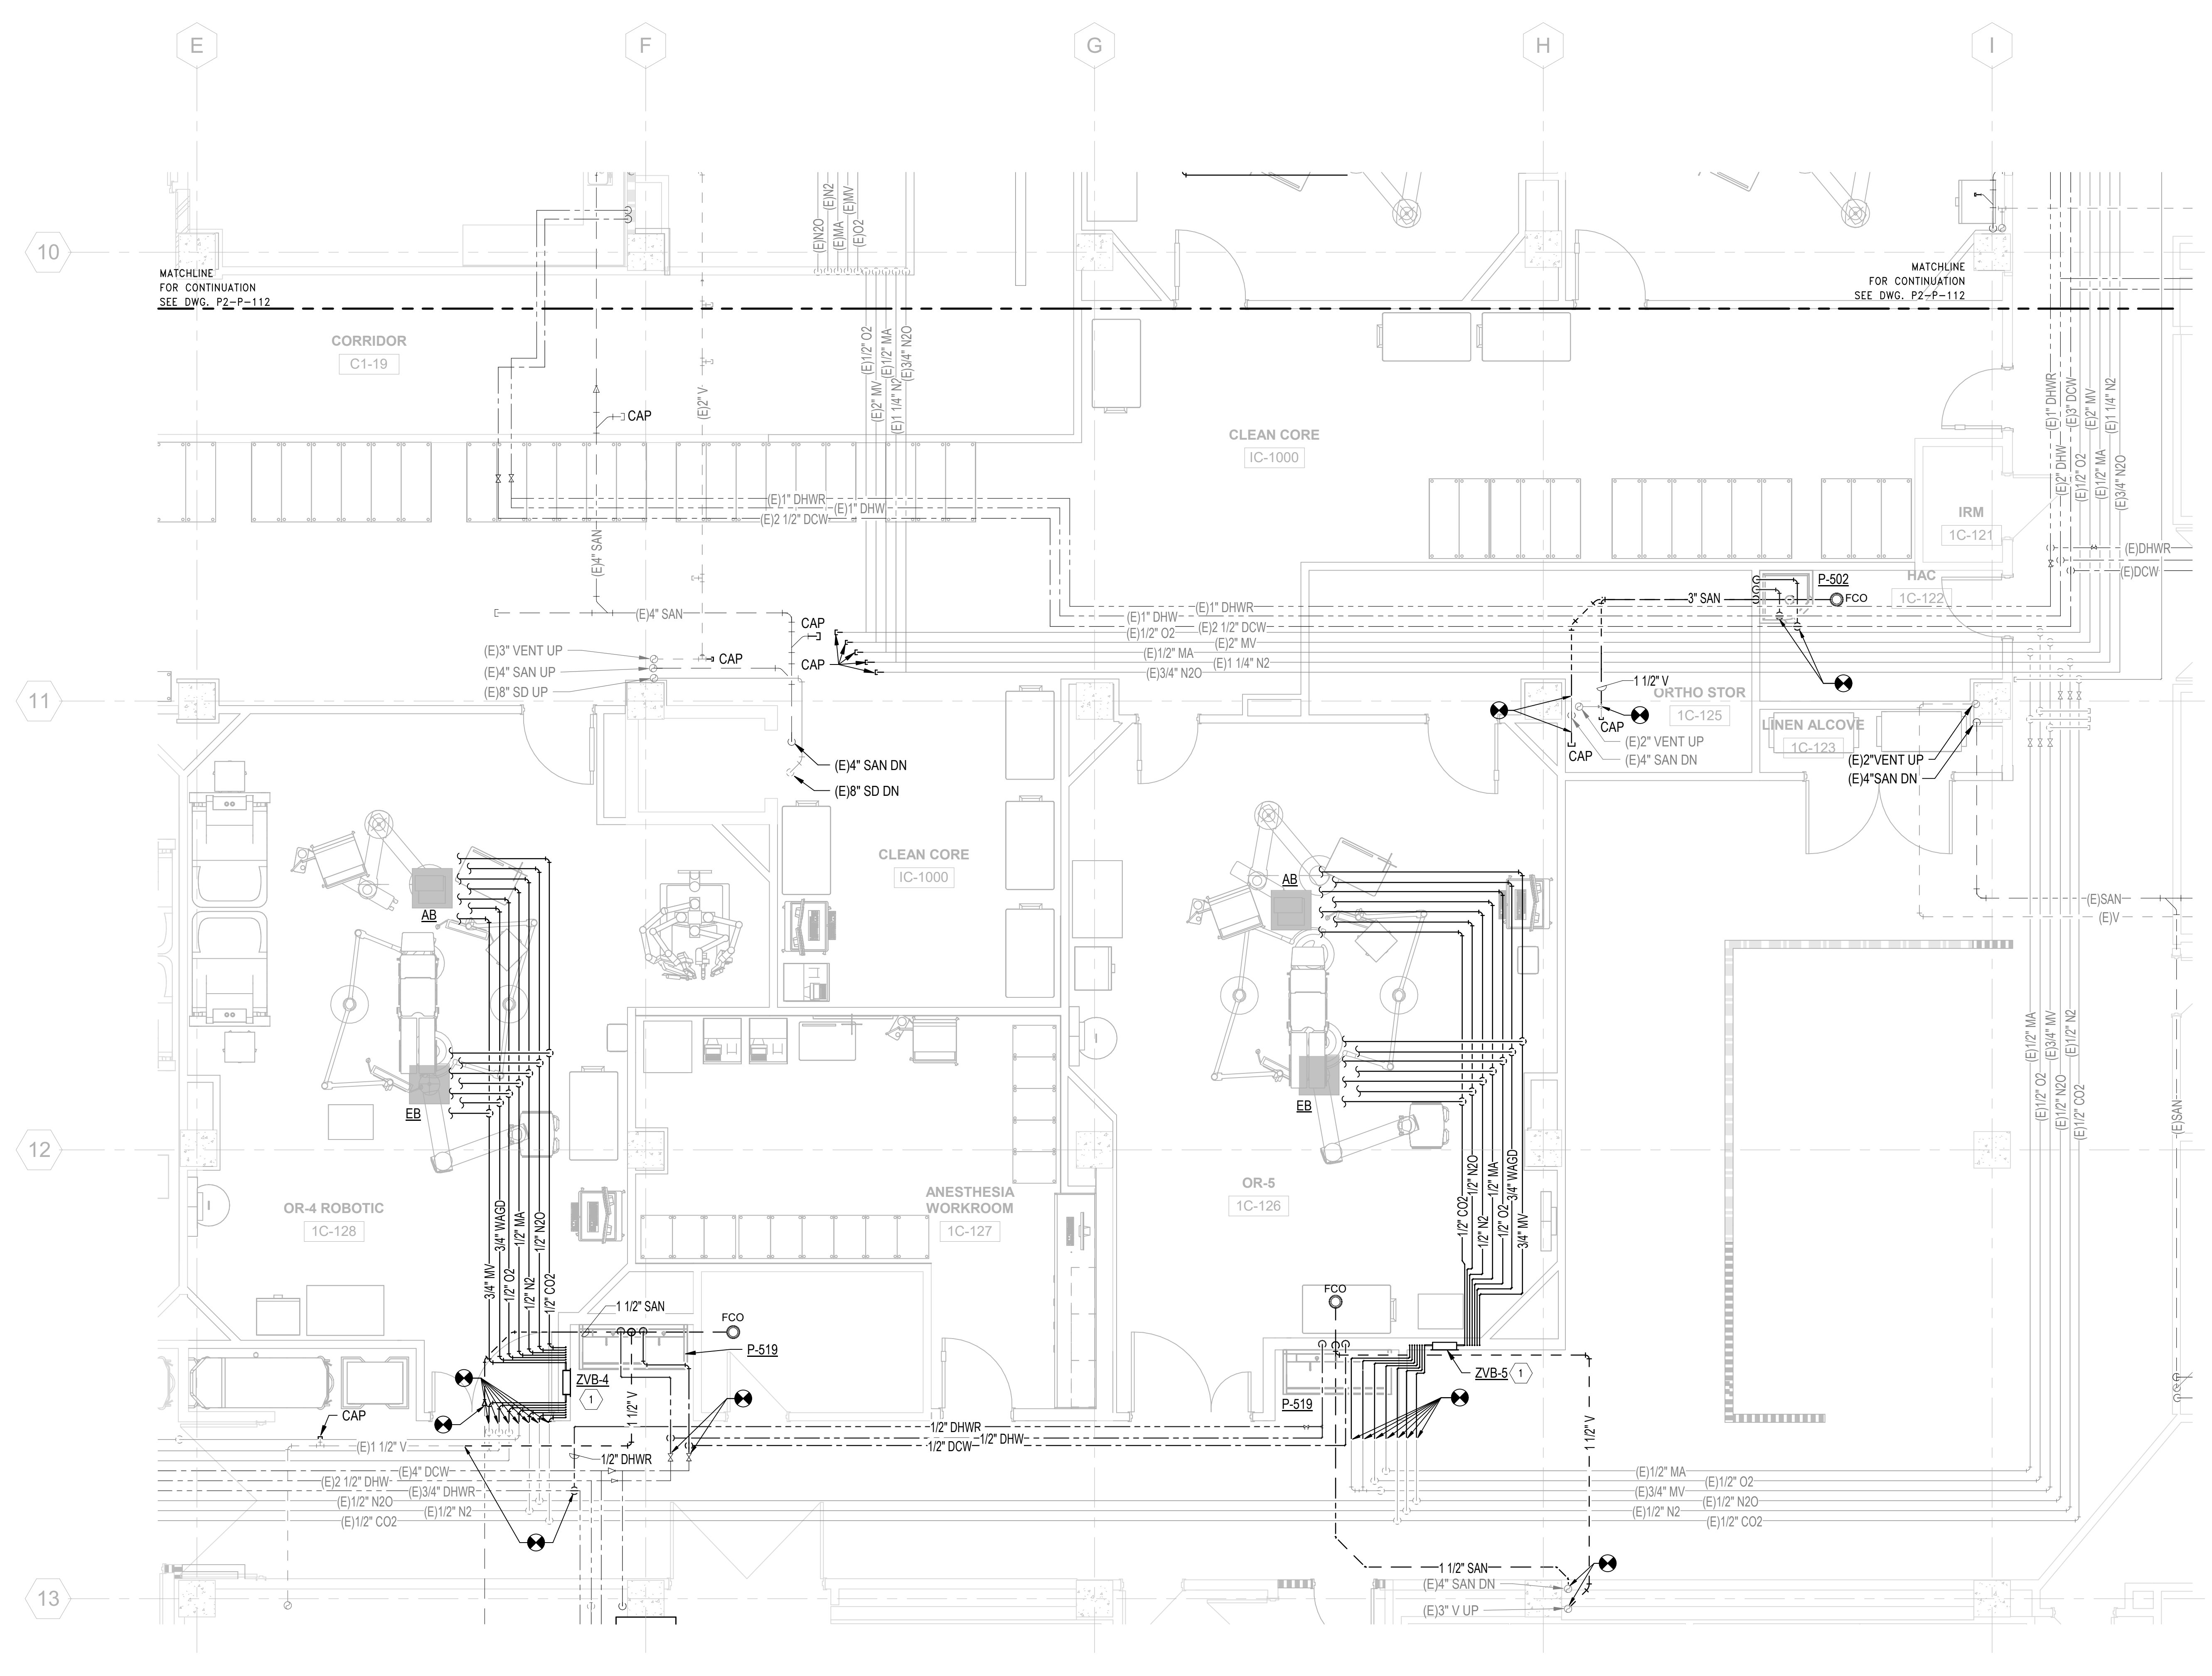 E
F
G
H
I
10
11
12
13
MATCHLINE
FOR CONTINUATION
SEE DWG. P2-P-112
MATCHLINE
FOR CONTINUATION
SEE DWG. P2-P-112
(E)N2O
(E)N2
(E)MA
(E)MV
(E)O2
CORRIDOR
C1-19
CAP
(E)2" V
(E)1/2" O2
(E)2" MV
(E)1/2" MA
(E)1 1/4" N2
(E)3/4" N2O
CLEAN CORE
IC-1000
(E)1" DHWR
(E)2" DHW
(E)3" DCW
(E)1/2" O2
(E)2" MV
(E)1/2" MA
(E)1 1/4" N2
(E)3/4" N2O
(E)1" DHWR
(E)1" DHW
(E)2 1/2" DCW
(E)4" SAN
IRM
1C-121
(E)DHWR
(E)DCW
HAC
1C-122
P-502
FCO
3" SAN
(E)4" SAN
CAP
CAP
CAP
(E)3" VENT UP
(E)4" SAN UP
(E)8" SD UP
(E)1" DHWR
(E)1" DHW
(E)2 1/2" DCW
(E)1/2" O2
(E)2" MV
(E)1/2" MA
(E)1 1/4" N2
(E)3/4" N2O
1 1/2" V
ORTHO STOR
1C-125
CAP
CAP
(E)2" VENT UP
(E)4" SAN DN
LINEN ALCOVE
1C-123
(E)2"VENT UP
(E)4"SAN DN
(E)4" SAN DN
(E)8" SD DN
CLEAN CORE
IC-1000
AB
AB
(E)SAN
(E)V
EB
EB
(E)1/2" MA
(E)1/2" O2
(E)3/4" MV
(E)1/2" N2O
(E)1/2" N2
(E)1/2" CO2
(E)SAN
OR-4 ROBOTIC
1C-128
ANESTHESIA
WORKROOM
1C-127
OR-5
1C-126
3/4" MV
3/4" WAGD
1/2" O2
1/2" MA
1/2" N2
1/2" N2O
1/2" CO2
1/2" CO2
1/2" N2O
1/2" N2
1/2" MA
1/2" O2
3/4" WAGD
3/4" MV
1 1/2" SAN
FCO
P-519
ZVB-4
1
1 1/2" V
FCO
P-519
ZVB-5
1
1 1/2" V
CAP
(E)1 1/2" V
1/2" DHWR
1/2" DHW
1/2" DCW
1/2" DHWR
(E)4" DCW
(E)2 1/2" DHW
(E)3/4" DHWR
(E)1/2" N2O
(E)1/2" N2
(E)1/2" CO2
(E)1/2" MA
(E)1/2" O2
(E)3/4" MV
(E)1/2" N2O
(E)1/2" N2
(E)1/2" CO2
1 1/2" SAN
(E)4" SAN DN
(E)3" V UP